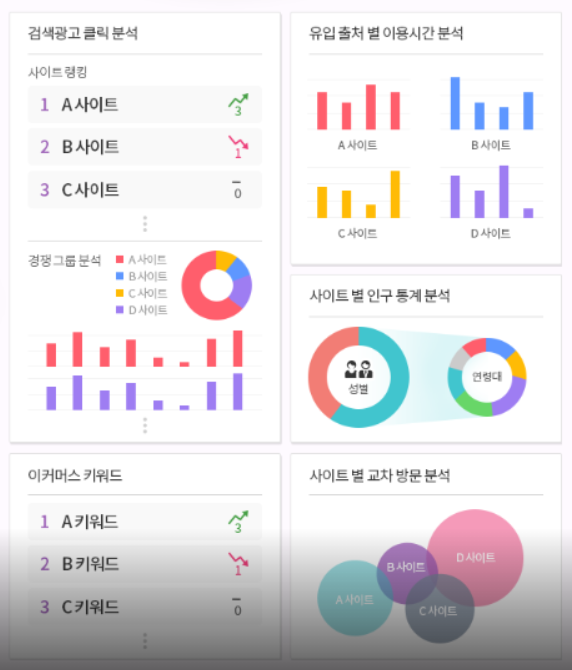 검색광고 클릭 분석
사이트 랭킹
1 A 사이트 3
2 B 사이트 1
3 C 사이트 0
경쟁 그룹 분석
A 사이트
B 사이트
C 사이트
D 사이트
유입 출처 별 이용시간 분석
A 사이트
B 사이트
C 사이트
D 사이트
사이트 별 인구 통계 분석
성별
연령대
이커머스 키워드
1 A 키워드 3
2 B 키워드 1
3 C 키워드 0
사이트 별 교차 방문 분석
D 사이트
B 사이트
A 사이트
C 사이트